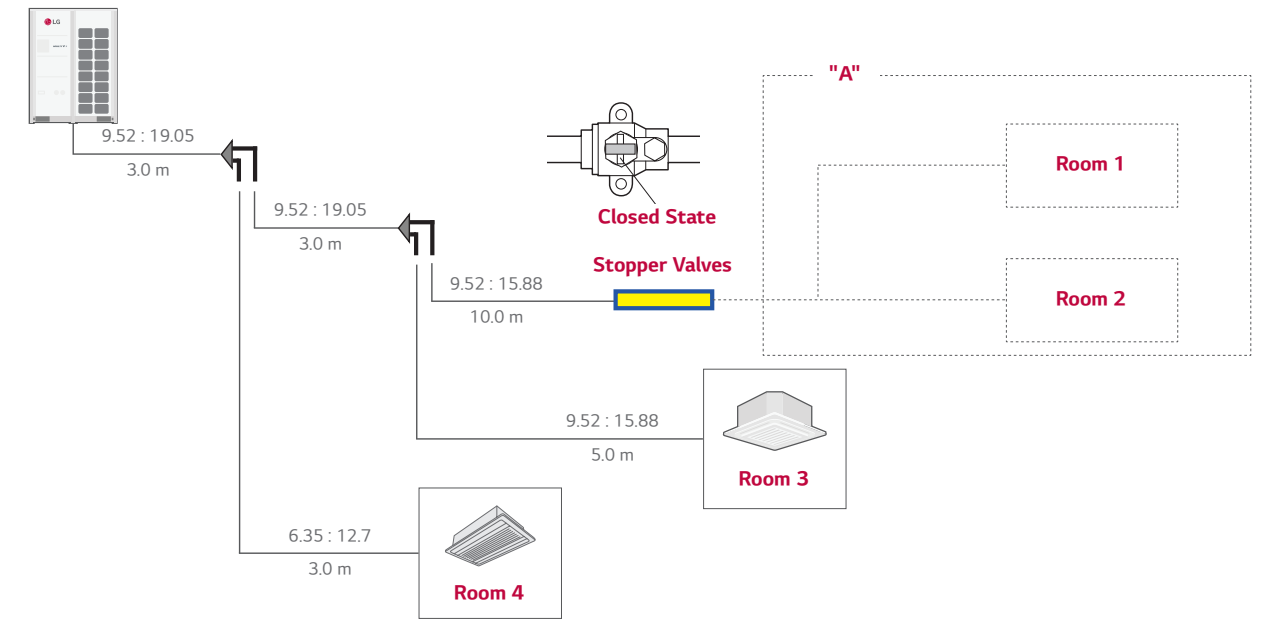 LG
9.52 : 19.05
3.0 m
"A"
Room 1
Closed State
9.52 : 19.05
3.0 m
Stopper Valves
9.52 : 15.88
10.0 m
Room 2
9.52 : 15.88
5.0 m
Room 3
6.35 : 12.7
3.0 m
Room 4